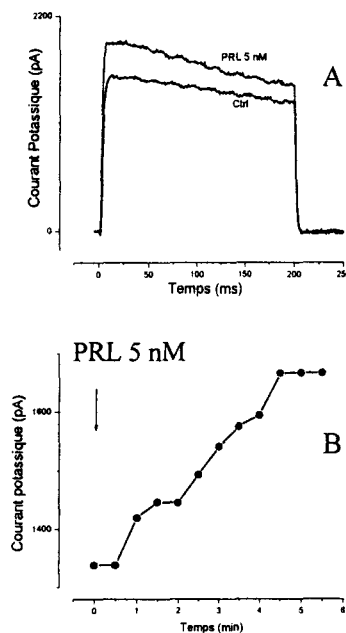 2200
PRL 5 nM
A
Ctrl
Courant Potassique (pA)
0
0 50 100 150 200 250
Temps (ms)
PRL 5 nM
1600
B
Courant potassique (pA)
1400
0 1 2 3 4 5 6
Temps (min)